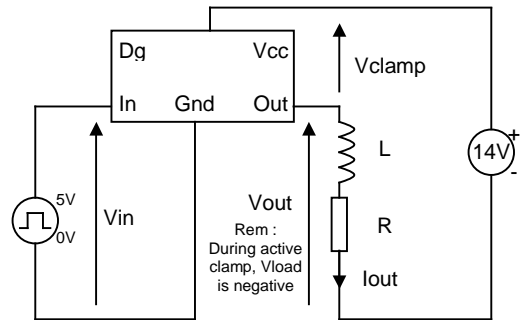 Dg
Vcc
Vclamp
In
Gnd
Out
+
14V
-
L
5V
0V
Vin
Vout
R
Rem :
During active
clamp, Vload
is negative
Iout